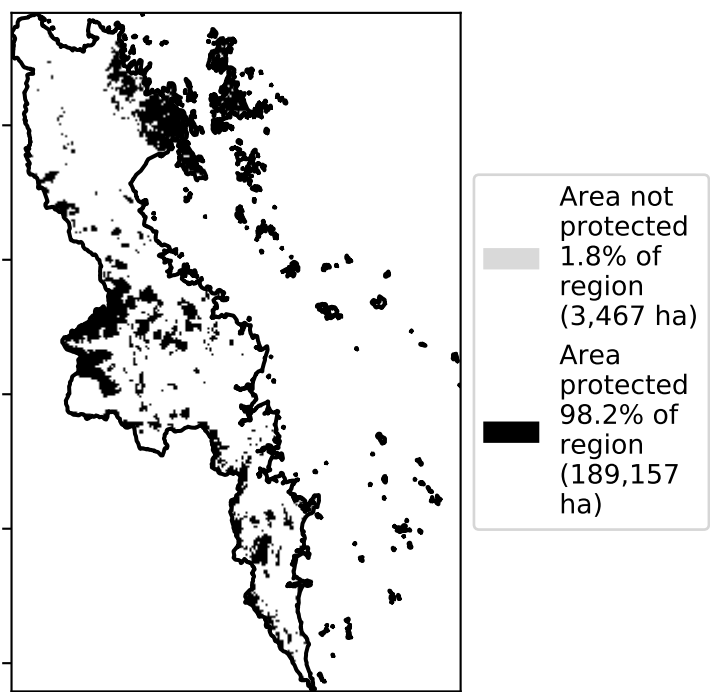 Area not
protected
1.8% of
region
(3,467 ha)
Area
protected
98.2% of
region
(189,157
ha)